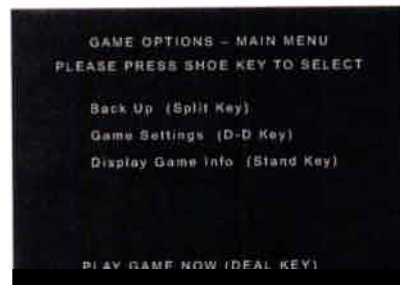 GAME OPTIONS – MAIN MENU
PLEASE PRESS SHOE KEY TO SELECT
Back Up (Split Key)
Game Settings (D-D Key)
Display Game Info (Stand Key)
PLAY GAME NOW (DEAL KEY)